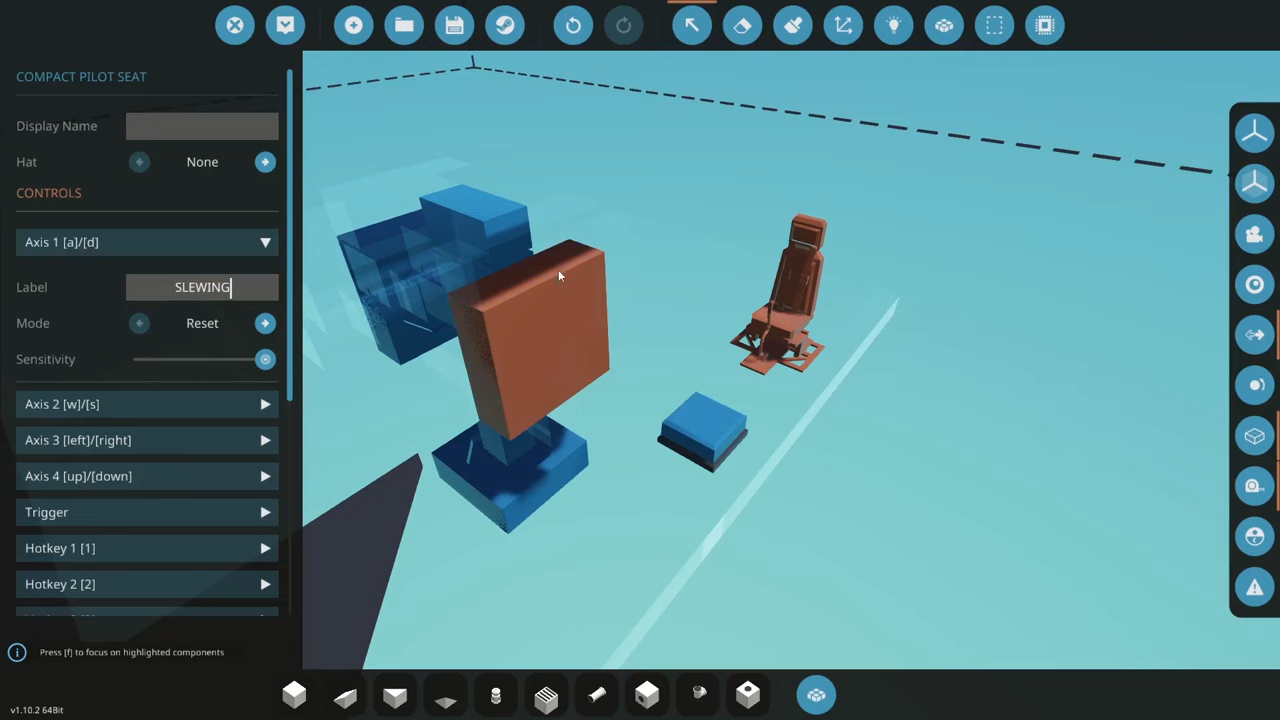 COMPACT PILOT SEAT
Display Name
Hat
None
CONTROLS
Axis 1 [a]/[d]
Label
SLEWING
Mode
Reset
Sensitivity
Axis 2 [w]/[s]
Axis 3 [left]/[right]
Axis 4 [up]/[down]
Trigger
Hotkey 1 [1]
Hotkey 2 [2]
Press [f] to focus on highlighted components
v1.10.2 64Bit